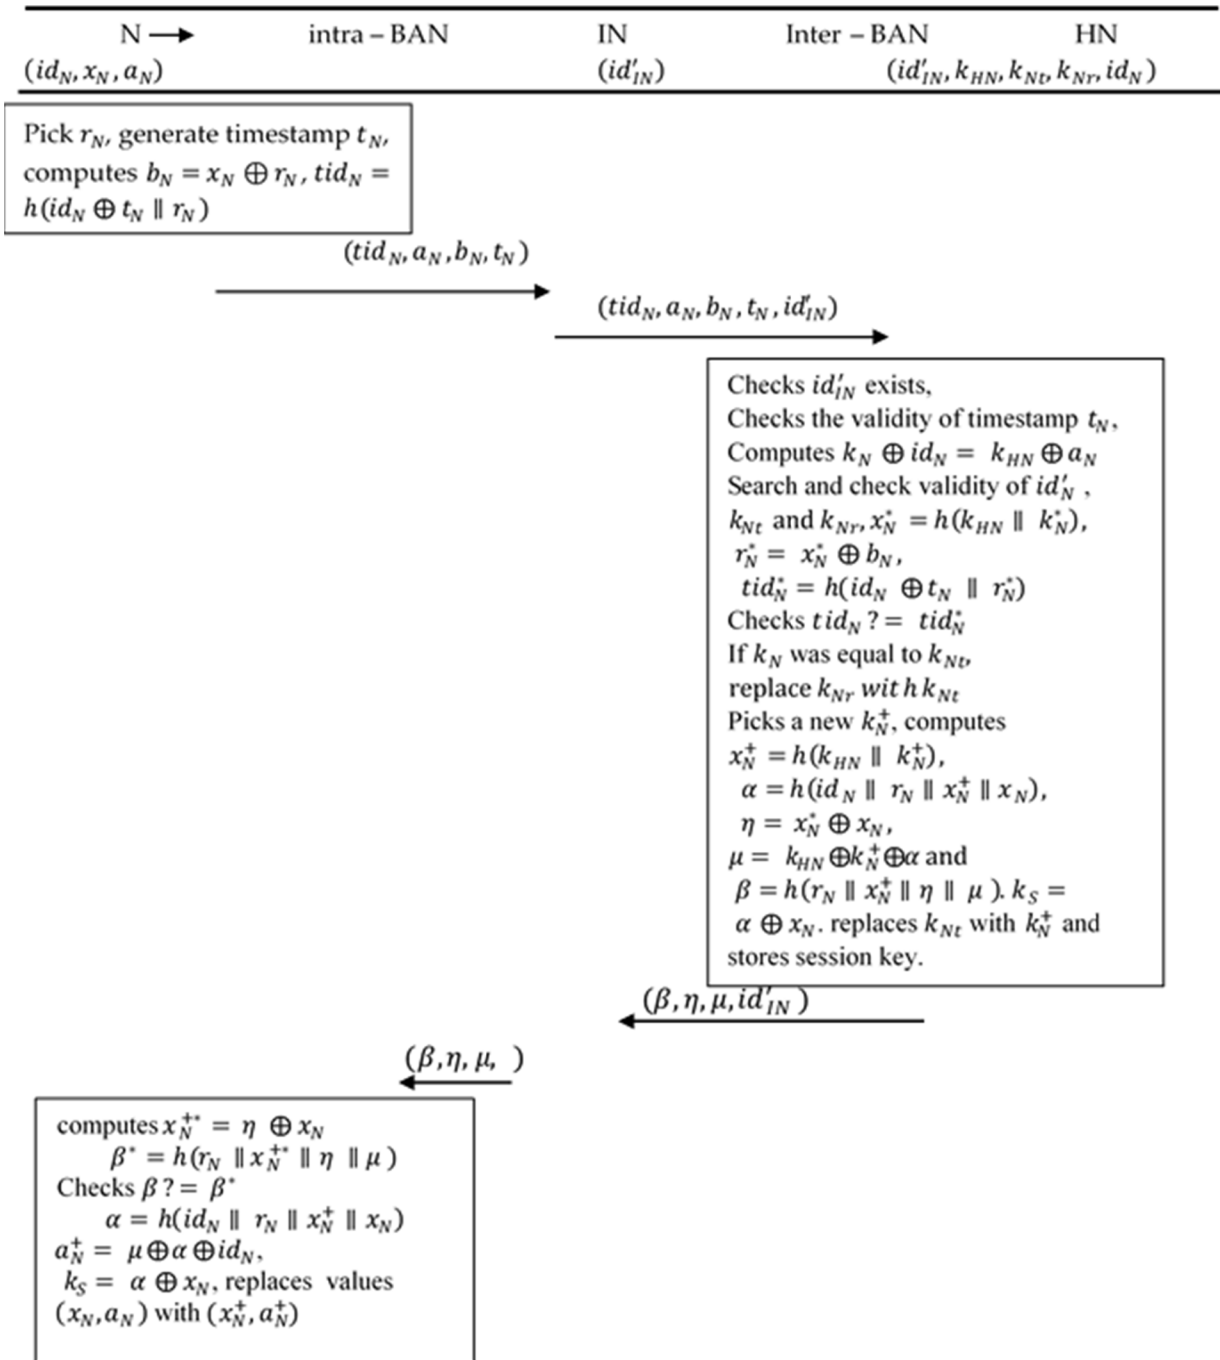 N → intra – BAN IN Inter – BAN HN
(id_N, x_N, a_N) (id'_IN) (id'_IN, k_HN, k_Nt, k_Nr, id_N)
Pick r_N, generate timestamp t_N,
computes b_N = x_N ⊕ r_N, tid_N =
h(id_N ⊕ t_N ∥ r_N)
(tid_N, a_N, b_N, t_N)
(tid_N, a_N, b_N, t_N, id'_IN)
Checks id'_IN exists,
Checks the validity of timestamp t_N,
Computes k_N ⊕ id_N = k_HN ⊕ a_N
Search and check validity of id'_N ,
k_Nt and k_Nr, x*_N = h(k_HN ∥ k*_N),
r*_N = x*_N ⊕ b_N,
tid*_N = h(id_N ⊕ t_N ∥ r*_N)
Checks tid_N ? = tid*_N
If k_N was equal to k_Nt,
replace k_Nr with k_Nt
Picks a new k+_N, computes
x+_N = h(k_HN ∥ k+_N),
α = h(id_N ∥ r_N ∥ x+_N ∥ x_N),
η = x*_N ⊕ x_N,
μ = k_HN ⊕ k+_N ⊕ α and
β = h(r_N ∥ x+_N ∥ η ∥ μ ). k_S =
α ⊕ x_N. replaces k_Nt with k+_N and
stores session key.
(β, η, μ, id'_IN)
(β, η, μ, )
computes x+*_N = η ⊕ x_N
β* = h(r_N ∥ x+*_N ∥ η ∥ μ)
Checks β ? = β*
α = h(id_N ∥ r_N ∥ x+_N ∥ x_N)
a+_N = μ ⊕ α ⊕ id_N,
k_S = α ⊕ x_N, replaces values
(x_N, a_N) with (x+_N, a+_N)